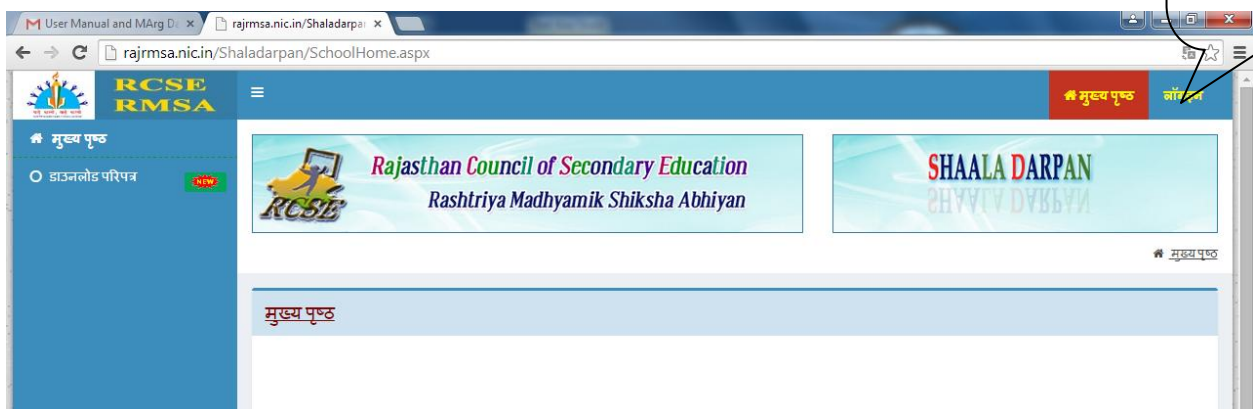 User Manual and MArg D
rajrmsa.nic.in/Shaladarpa
rajrmsa.nic.in/Shaladarpan/SchoolHome.aspx
RCSE
RMSA
मुख्य पृष्ठ
मुख्य पृष्ठ
डाउनलोड परिपत्र
NEW
Rajasthan Council of Secondary Education
Rashtriya Madhyamik Shiksha Abhiyan
RCSE
SHAALA DARPAN
मुख्य पृष्ठ
मुख्य पृष्ठ